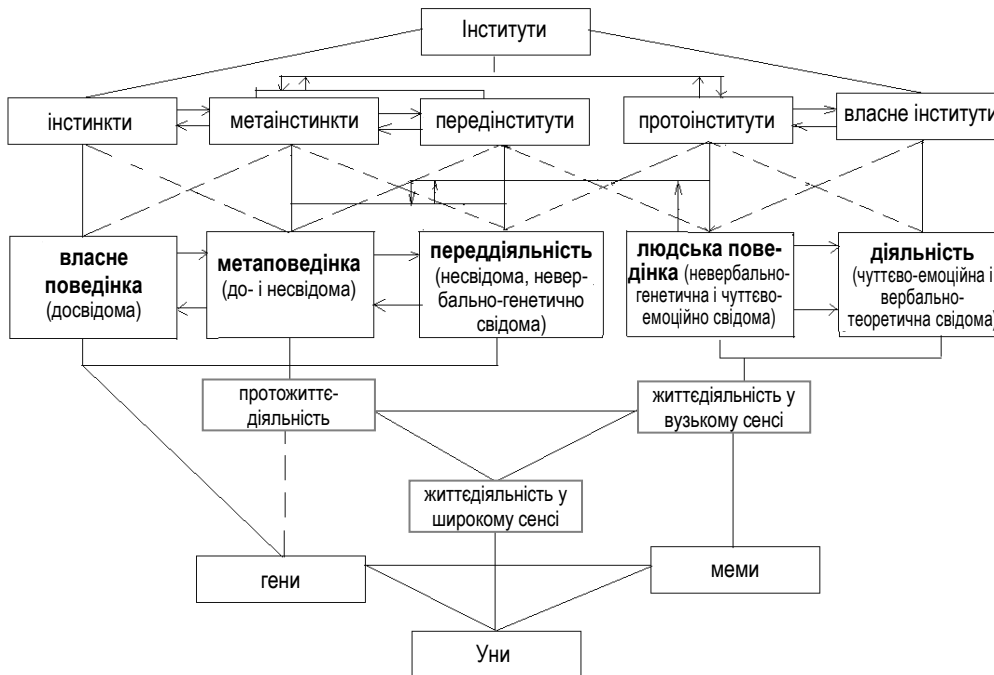 Інститути
інстинкти
метаінстинкти
передінститути
протоінститути
власне інститути
власне
поведінка
(досвідома)
метаповедінка
(до- і несвідома)
переддіяльність
(несвідома, невер-
бально-генетично
свідома)
людська пове-
дінка (невербально-
генетична і чуттєво-
емоційно свідома)
діяльність
(чуттєво-емоційна і
вербально-
теоретична свідома)
протожиттє-
діяльність
життєдіяльність у
вузькому сенсі
життєдіяльність у
широкому сенсі
гени
меми
Уни